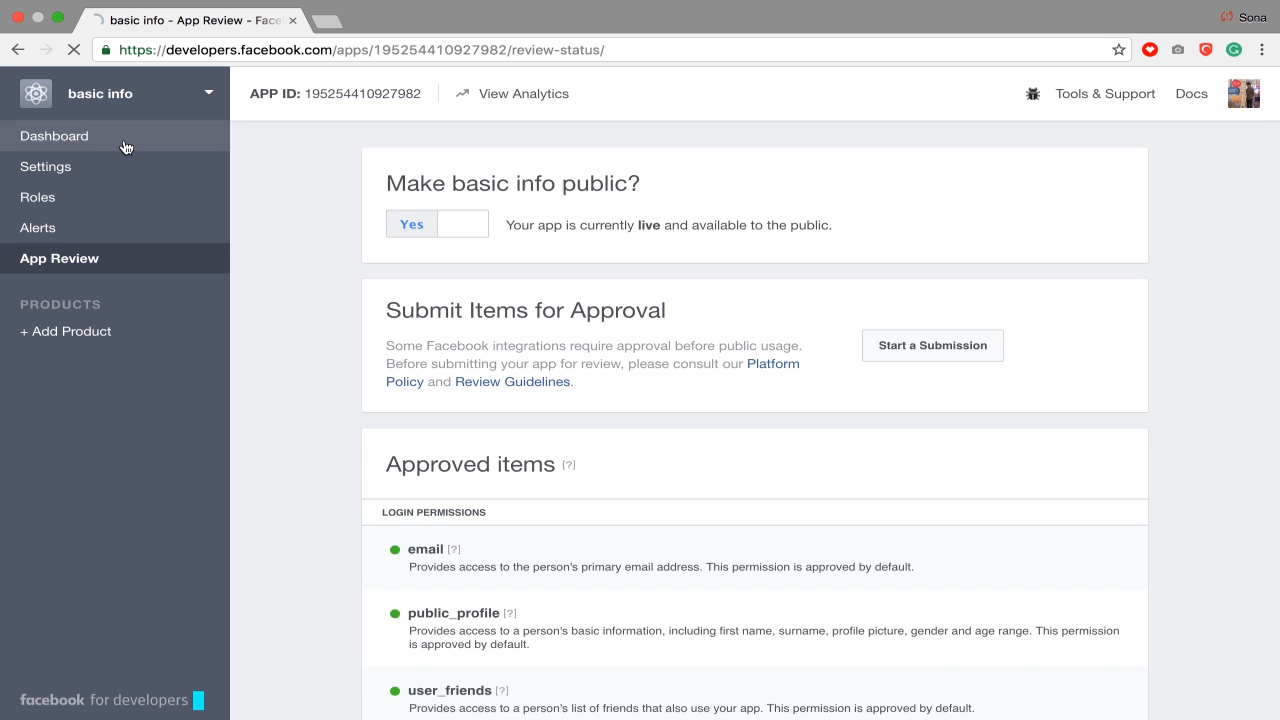 basic info - App Review - Face
Sona
https://developers.facebook.com/apps/195254410927982/review-status/
basic info
APP ID: 195254410927982
View Analytics
Tools & Support
Docs
Dashboard
Settings
Roles
Alerts
App Review
PRODUCTS
+ Add Product
facebook for developers
Make basic info public?
Yes
Your app is currently live and available to the public.
Submit Items for Approval
Some Facebook integrations require approval before public usage.
Before submitting your app for review, please consult our Platform
Policy and Review Guidelines.
Start a Submission
Approved items [?]
LOGIN PERMISSIONS
email [?]
Provides access to the person's primary email address. This permission is approved by default.
public_profile [?]
Provides access to a person's basic information, including first name, surname, profile picture, gender and age range. This permission
is approved by default.
user_friends [?]
Provides access to a person's list of friends that also use your app. This permission is approved by default.